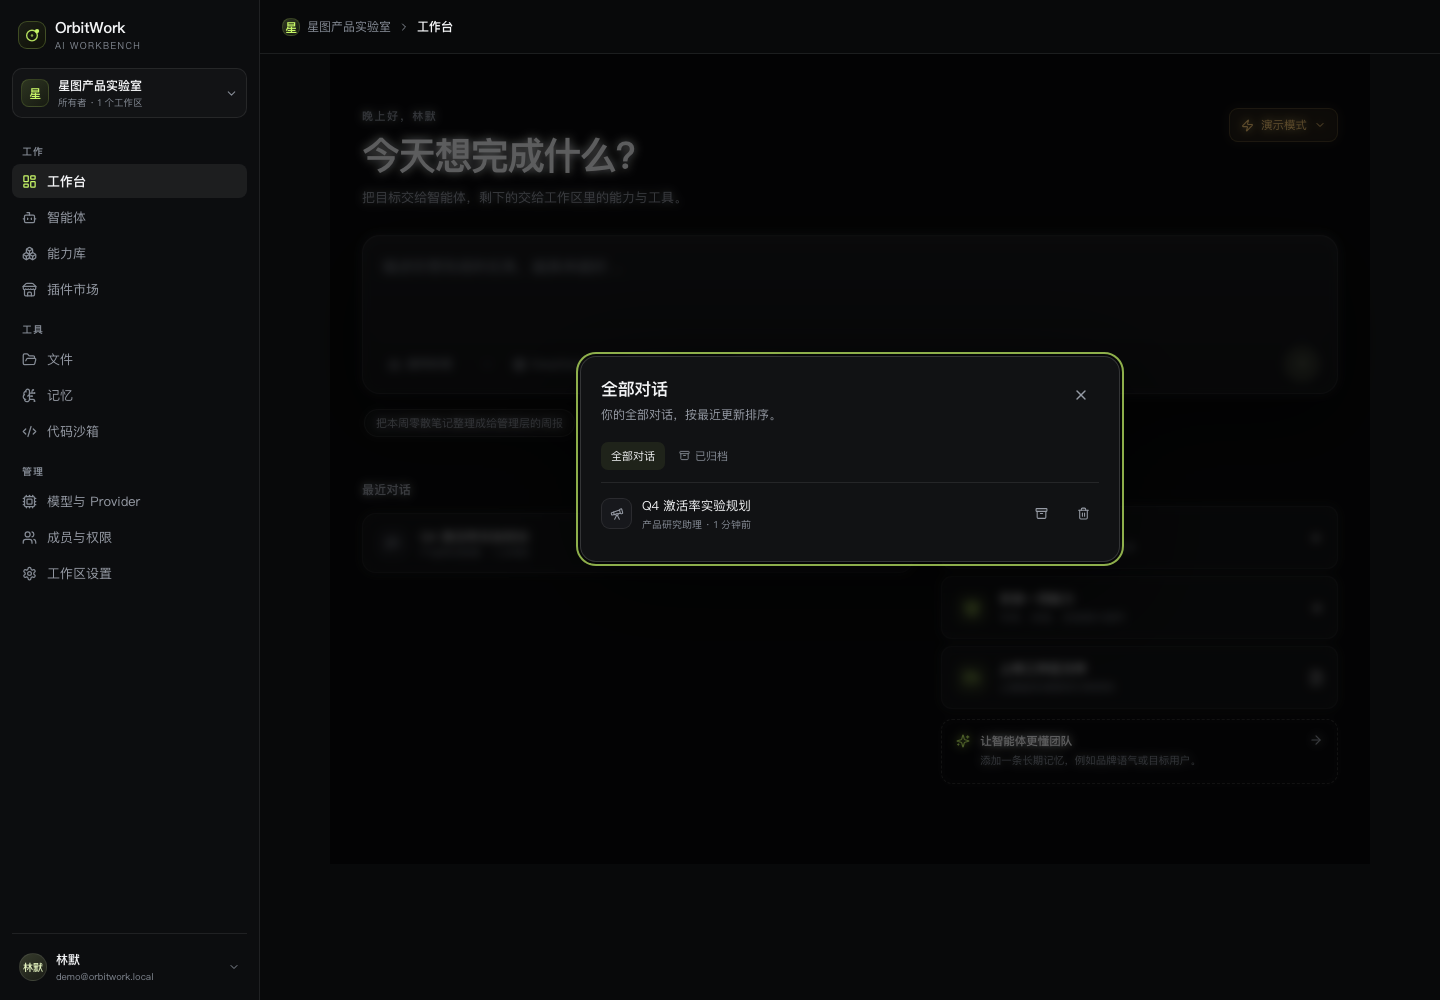 OrbitWork
AI WORKBENCH
星
星图产品实验室
所有者 · 1 个工作区
工作
工作台
智能体
能力库
插件市场
工具
文件
记忆
代码沙箱
管理
模型与 Provider
成员与权限
工作区设置
林默
林默
demo@orbitwork.local
星 星图产品实验室 > 工作台
晚上好，林默
演示模式
今天想完成什么?
把目标交给智能体，剩下的交给工作区里的能力与工具。
把本周零散笔记整理成给管理层的周报
最近对话
全部对话
你的全部对话，按最近更新排序。
全部对话
已归档
Q4 激活率实验规划
产品研究助理 · 1 分钟前
让智能体更懂团队
添加一条长期记忆，例如品牌语气或目标用户。